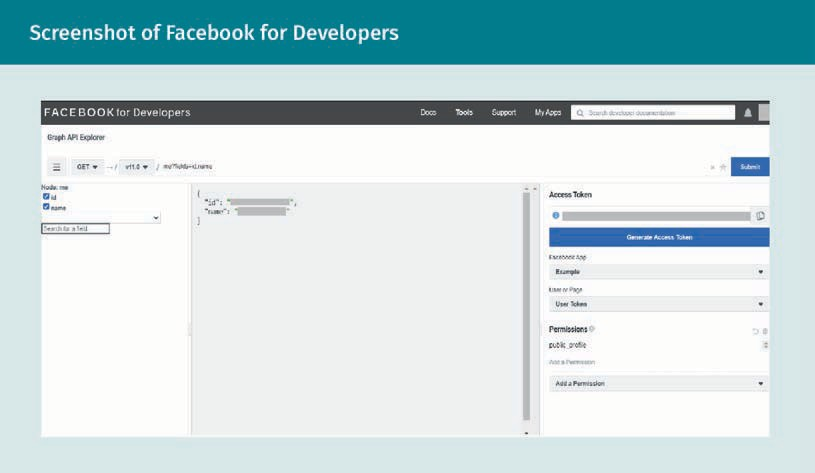 Screenshot of Facebook for Developers
FACEBOOK for Developers Docs Tools Support My Apps Search developer documentation
Graph API Explorer
GET → / v11.0 / me?fields=id,name Submit
Node: me
id
name
Search for a field
{
"id": " ",
"name": " "
}
Access Token
Generate Access Token
Facebook App
Example
User or Page
User Token
Permissions
public_profile
Add a Permission
Add a Permission